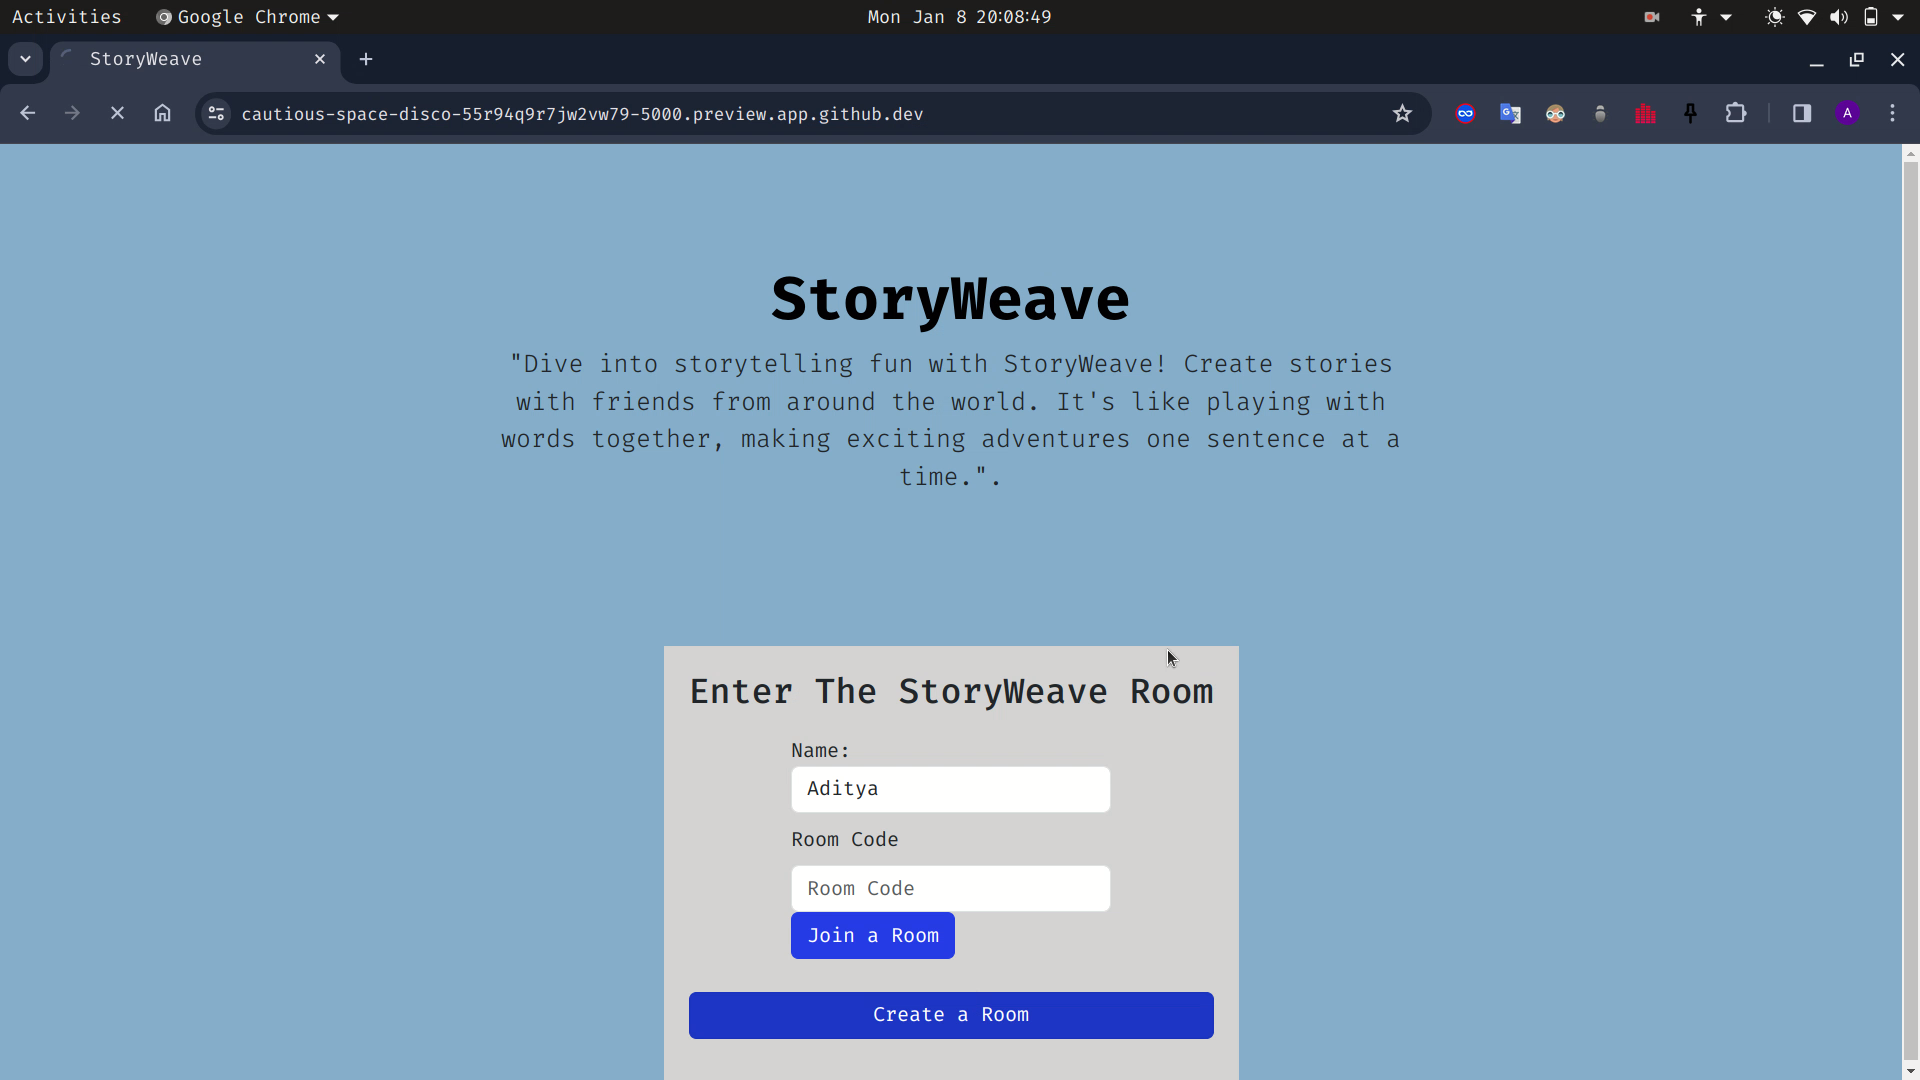 Activities
Google Chrome
Mon Jan 8 20:08:49
StoryWeave
cautious-space-disco-55r94q9r7jw2vw79-5000.preview.app.github.dev
A
StoryWeave
"Dive into storytelling fun with StoryWeave! Create stories
with friends from around the world. It's like playing with
words together, making exciting adventures one sentence at a
time.".
Enter The StoryWeave Room
Name:
Aditya
Room Code
Room Code
Join a Room
Create a Room